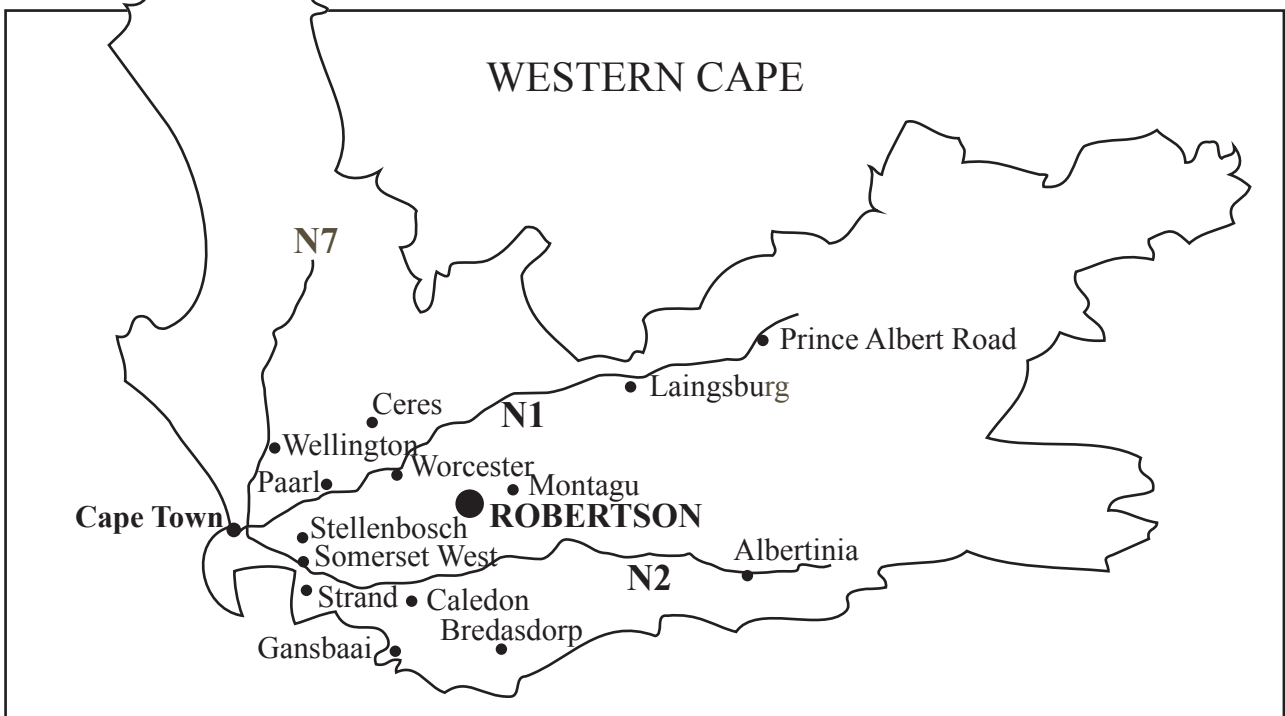 WESTERN CAPE
N7
Prince Albert Road
Laingsburg
Ceres
N1
Wellington
Worcester
Paarl
Montagu
Cape Town
ROBERTSON
Stellenbosch
Somerset West
Albertinia
N2
Strand
Caledon
Bredasdorp
Gansbaai